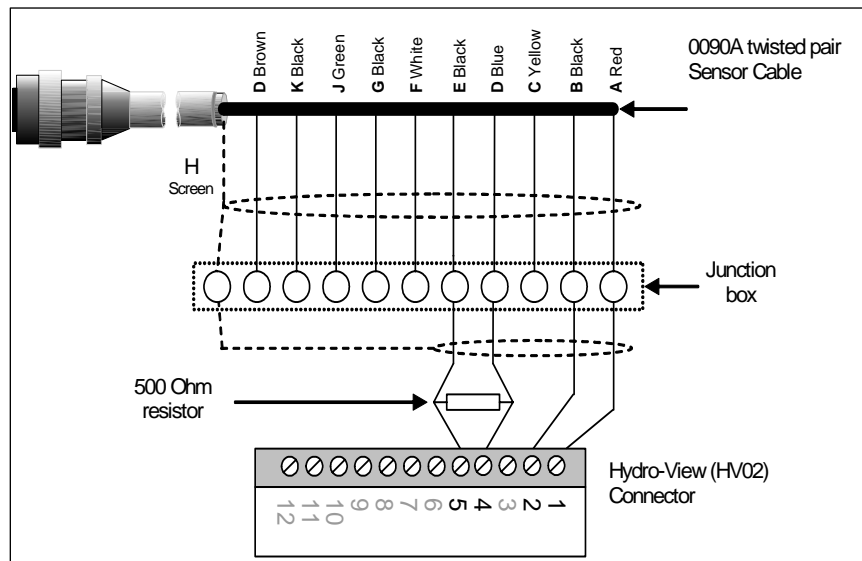 D Brown
K Black
J Green
G Black
F White
E Black
D Blue
C Yellow
B Black
A Red
0090A twisted pair
Sensor Cable
H
Screen
Junction
box
500 Ohm
resistor
Hydro-View (HV02)
Connector
12
11
10
9
8
7
6
5
4
3
2
1